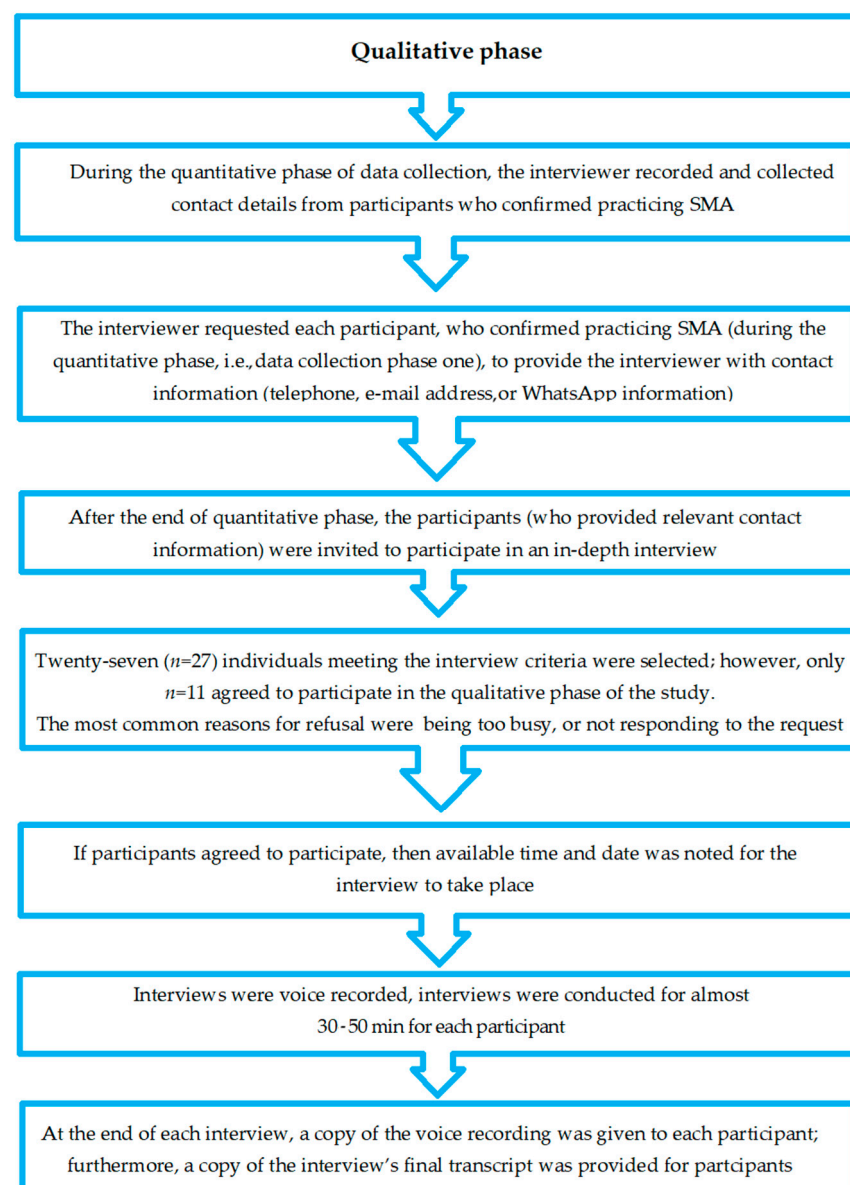 Qualitative phase
During the quantitative phase of data collection, the interviewer recorded and collected
contact details from participants who confirmed practicing SMA
The interviewer requested each participant, who confirmed practicing SMA (during the
quantitative phase, i.e., data collection phase one), to provide the interviewer with contact
information (telephone, e-mail address,or WhatsApp information)
After the end of quantitative phase, the participants (who provided relevant contact
information) were invited to participate in an in-depth interview
Twenty-seven (n=27) individuals meeting the interview criteria were selected; however, only
n=11 agreed to participate in the qualitative phase of the study.
The most common reasons for refusal were being too busy, or not responding to the request
If participants agreed to participate, then available time and date was noted for the
interview to take place
Interviews were voice recorded, interviews were conducted for almost
30-50 min for each participant
At the end of each interview, a copy of the voice recording was given to each participant;
furthermore, a copy of the interview's final transcript was provided for partcipants